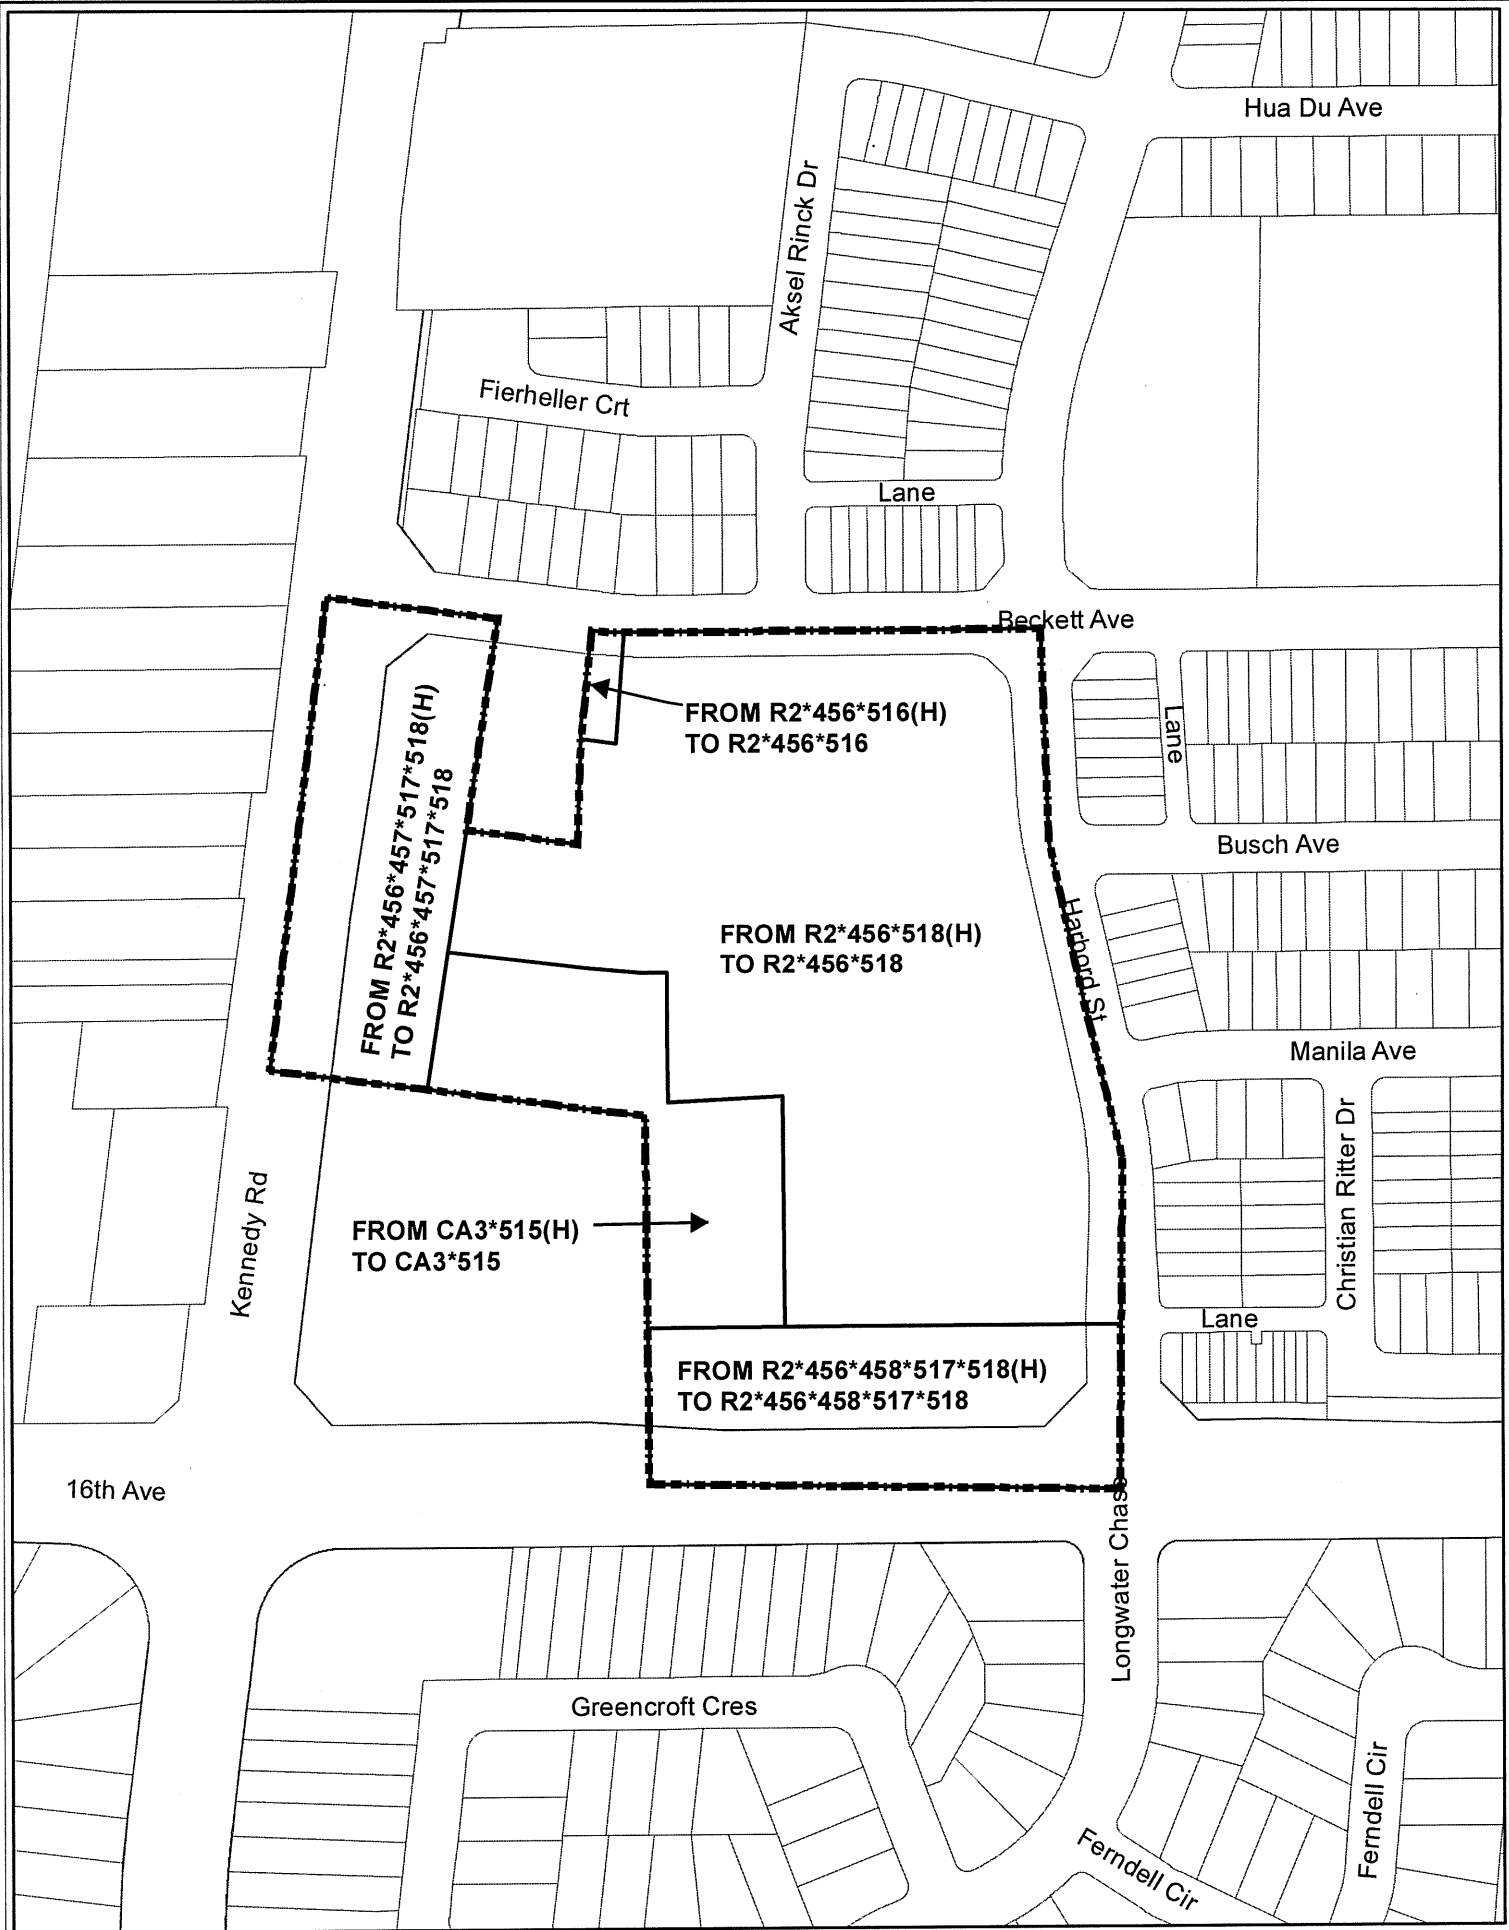 Hua Du Ave
Aksel Rinck Dr
Fierheller Crt
Lane
Beckett Ave
FROM R2*456*516(H)
TO R2*456*516
Lane
FROM R2*456*457*517*518(H)
TO R2*456*457*517*518
Busch Ave
FROM R2*456*518(H)
TO R2*456*518
Harbord St
Manila Ave
Christian Ritter Dr
Kennedy Rd
FROM CA3*515(H)
TO CA3*515
Lane
FROM R2*456*458*517*518(H)
TO R2*456*458*517*518
16th Ave
Longwater Chase
Greencroft Cres
Ferndell Cir
Ferndell Cir